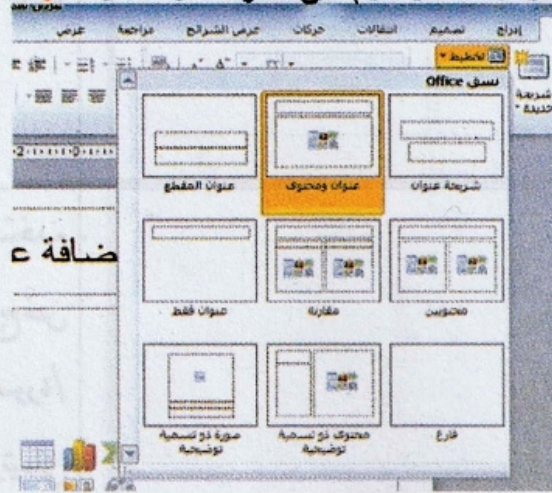 إدراج تصميم انتقالات حركات عرض الشرائح مراجعة عرض
تخطيط
شريحة
جديدة
نسق Office
شريحة عنوان عنوان ومحتوى عنوان المقطع
محتويين مقارنة عنوان فقط
ضافة ع
فارغ محتوى ذو تسمية توضيحية صورة ذو تسمية توضيحية